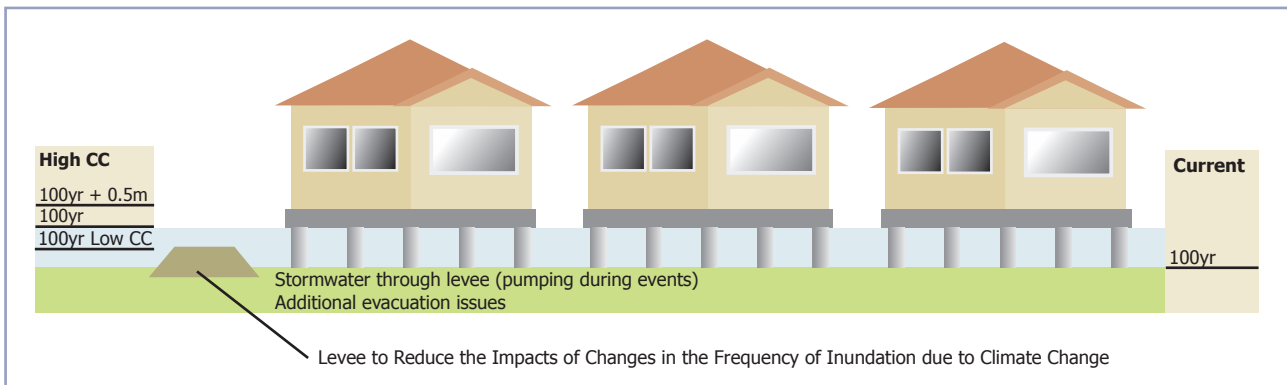 High CC
100yr + 0.5m
100yr
100yr Low CC
Current
100yr
Stormwater through levee (pumping during events)
Additional evacuation issues
Levee to Reduce the Impacts of Changes in the Frequency of Inundation due to Climate Change